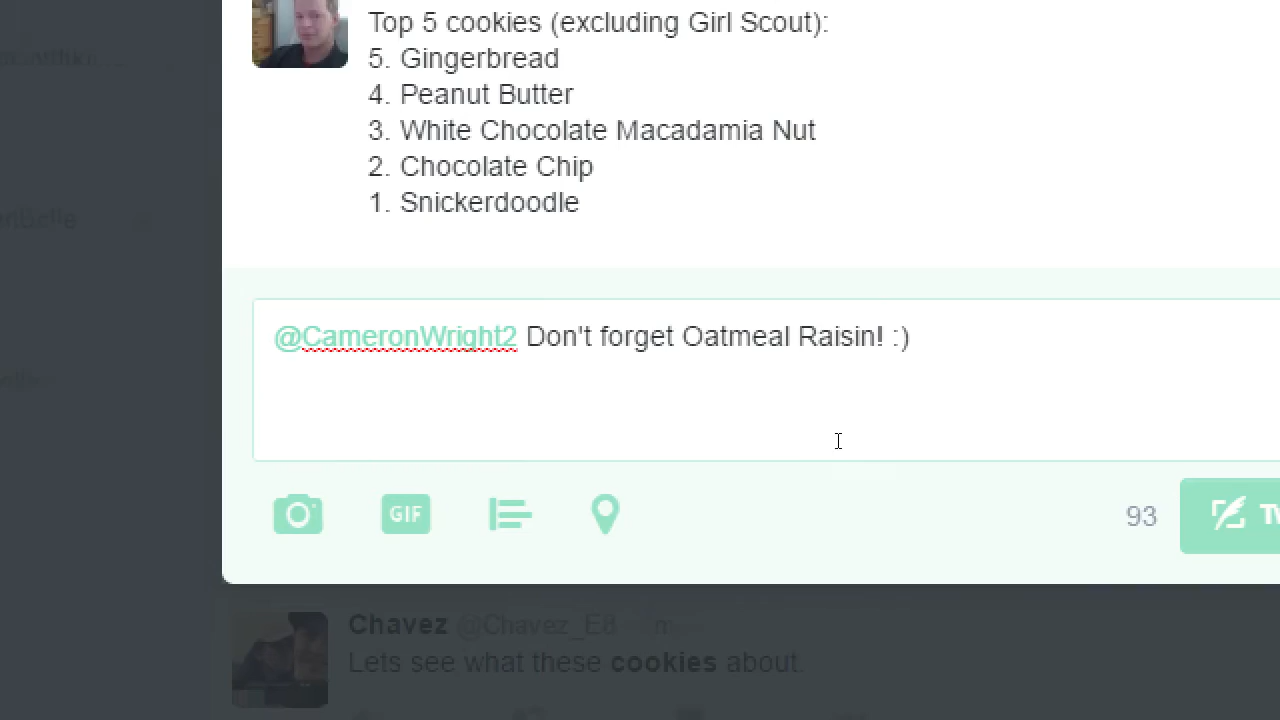 Top 5 cookies (excluding Girl Scout):
5. Gingerbread
4. Peanut Butter
3. White Chocolate Macadamia Nut
2. Chocolate Chip
1. Snickerdoodle
@CameronWright2 Don't forget Oatmeal Raisin! :)
GIF
93
Chavez @Chavez_E8
Lets see what these cookies about.